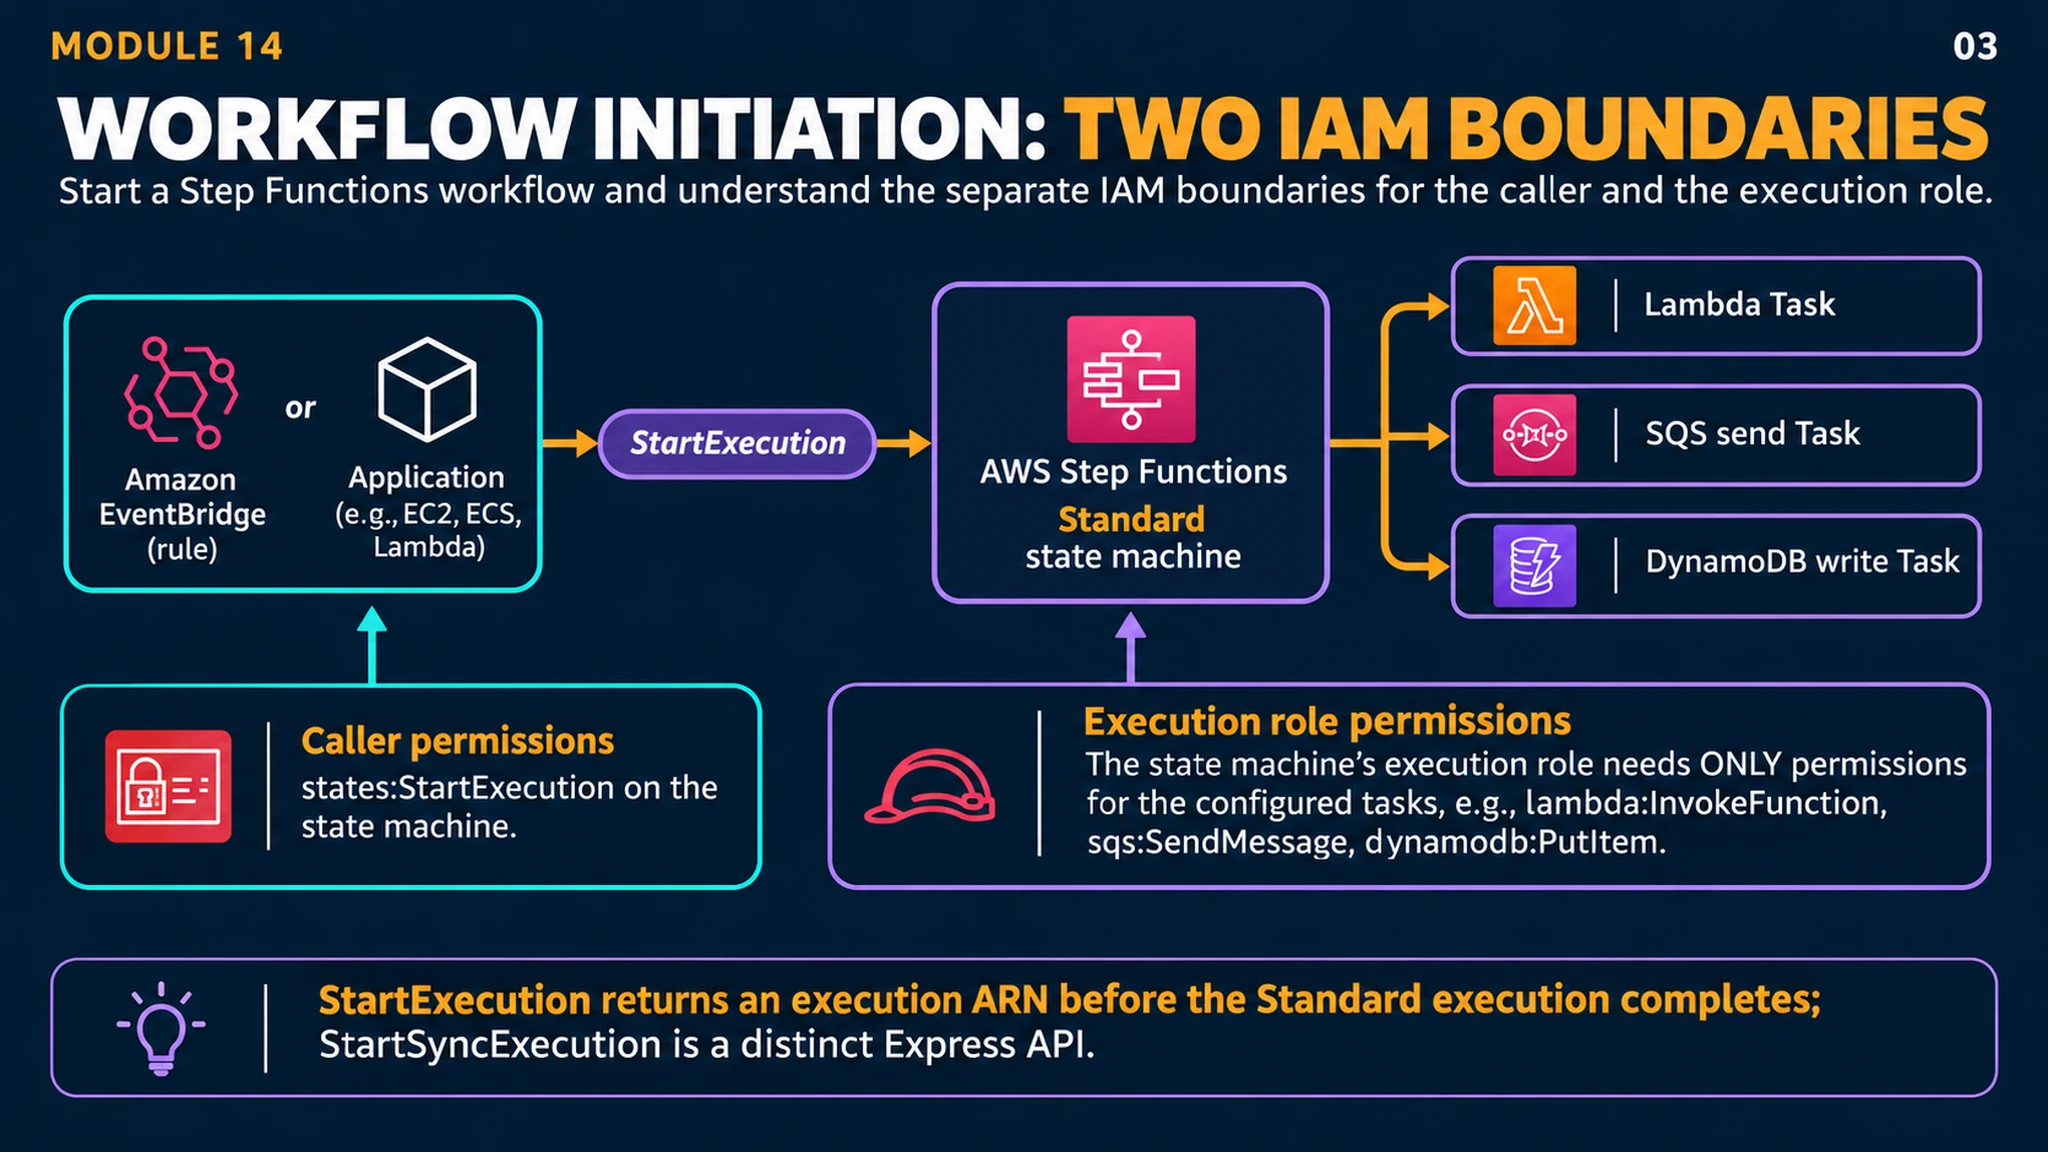 MODULE 14
03
WORKFLOW INITIATION: TWO IAM BOUNDARIES
Start a Step Functions workflow and understand the separate IAM boundaries for the caller and the execution role.
Amazon
EventBridge
(rule)
or
Application
(e.g., EC2, ECS,
Lambda)
StartExecution
AWS Step Functions
Standard
state machine
Lambda Task
SQS send Task
DynamoDB write Task
Caller permissions
states:StartExecution on the
state machine.
Execution role permissions
The state machine's execution role needs ONLY permissions
for the configured tasks, e.g., lambda:InvokeFunction,
sqs:SendMessage, dynamodb:PutItem.
StartExecution returns an execution ARN before the Standard execution completes;
StartSyncExecution is a distinct Express API.